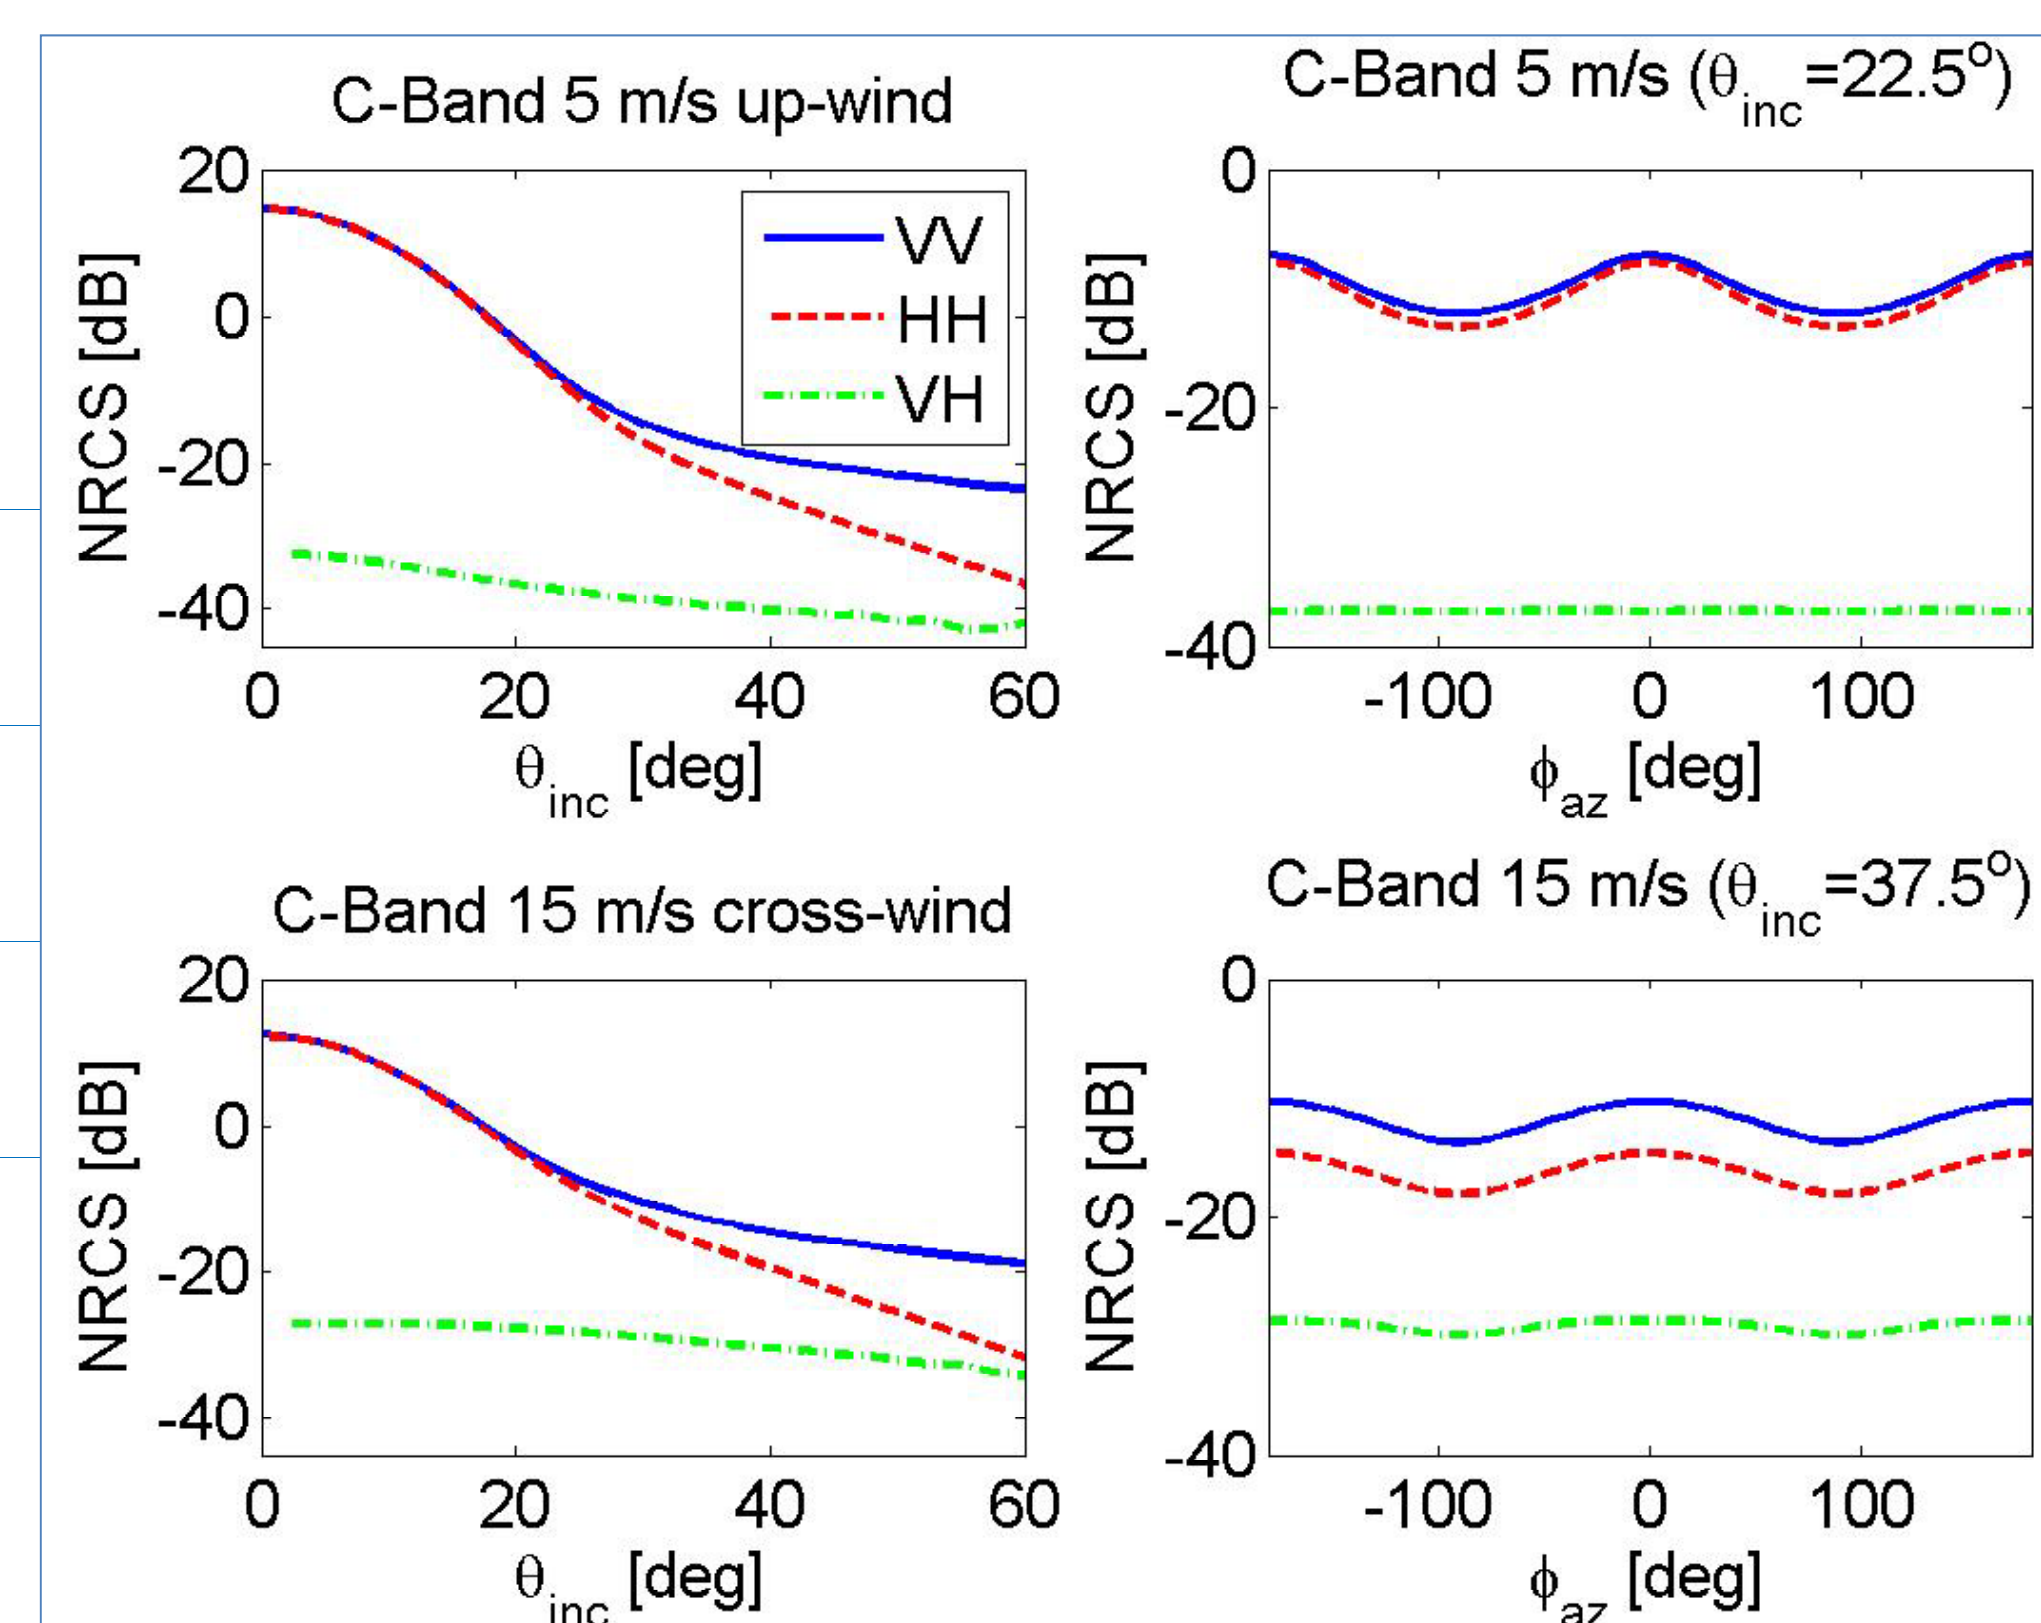 C-Band 5 m/s up-wind
20
0
-20
-40
NRCS [dB]
VV
HH
VH
0 20 40 60
θinc [deg]
C-Band 5 m/s (θinc=22.5o)
0
-20
-40
NRCS [dB]
-100 0 100
ϕaz [deg]
C-Band 15 m/s cross-wind
20
0
-20
-40
NRCS [dB]
0 20 40 60
θinc [deg]
C-Band 15 m/s (θinc=37.5o)
0
-20
-40
NRCS [dB]
-100 0 100
ϕaz [deg]